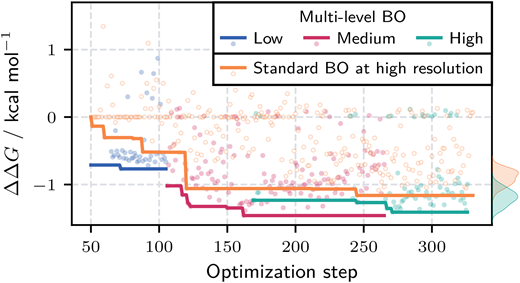 Multi-level BO
Low
Medium
High
Standard BO at high resolution
ΔΔG / kcal mol⁻¹
1
0
−1
50
100
150
200
250
300
Optimization step